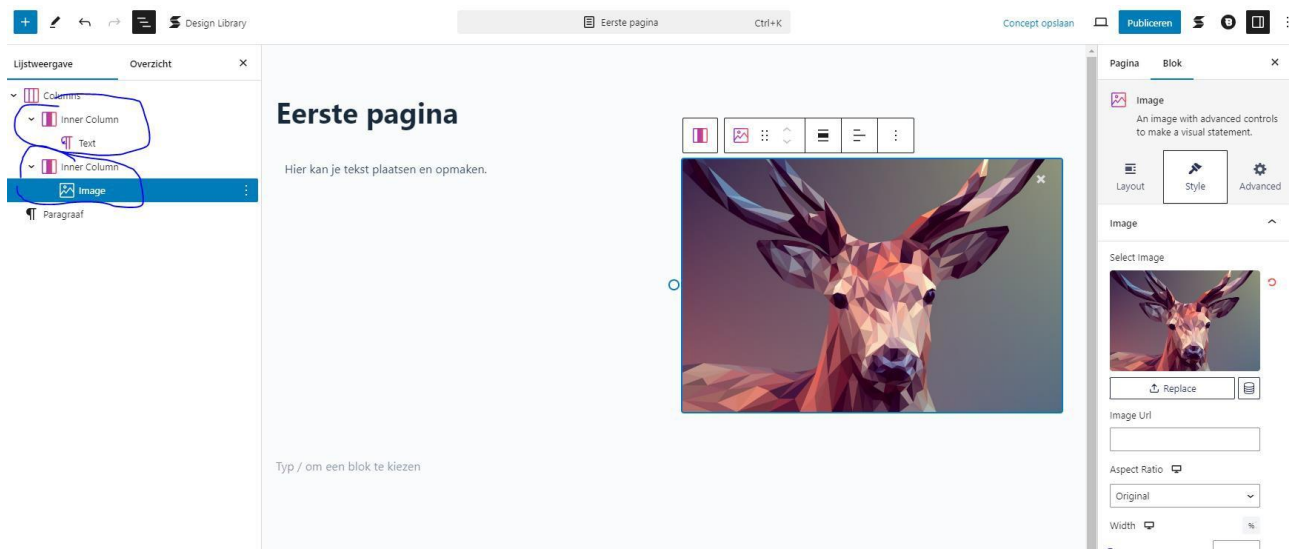 Design Library
Eerste pagina
Ctrl+K
Concept opslaan
Publiceren
Lijstweergave
Overzicht
Columns
Inner Column
Text
Inner Column
Image
Paragraaf
Eerste pagina
Hier kan je tekst plaatsen en opmaken.
Typ / om een blok te kiezen
Pagina
Blok
Image
An image with advanced controls
to make a visual statement.
Layout
Style
Advanced
Image
Select Image
Replace
Image Url
Aspect Ratio
Original
Width
%